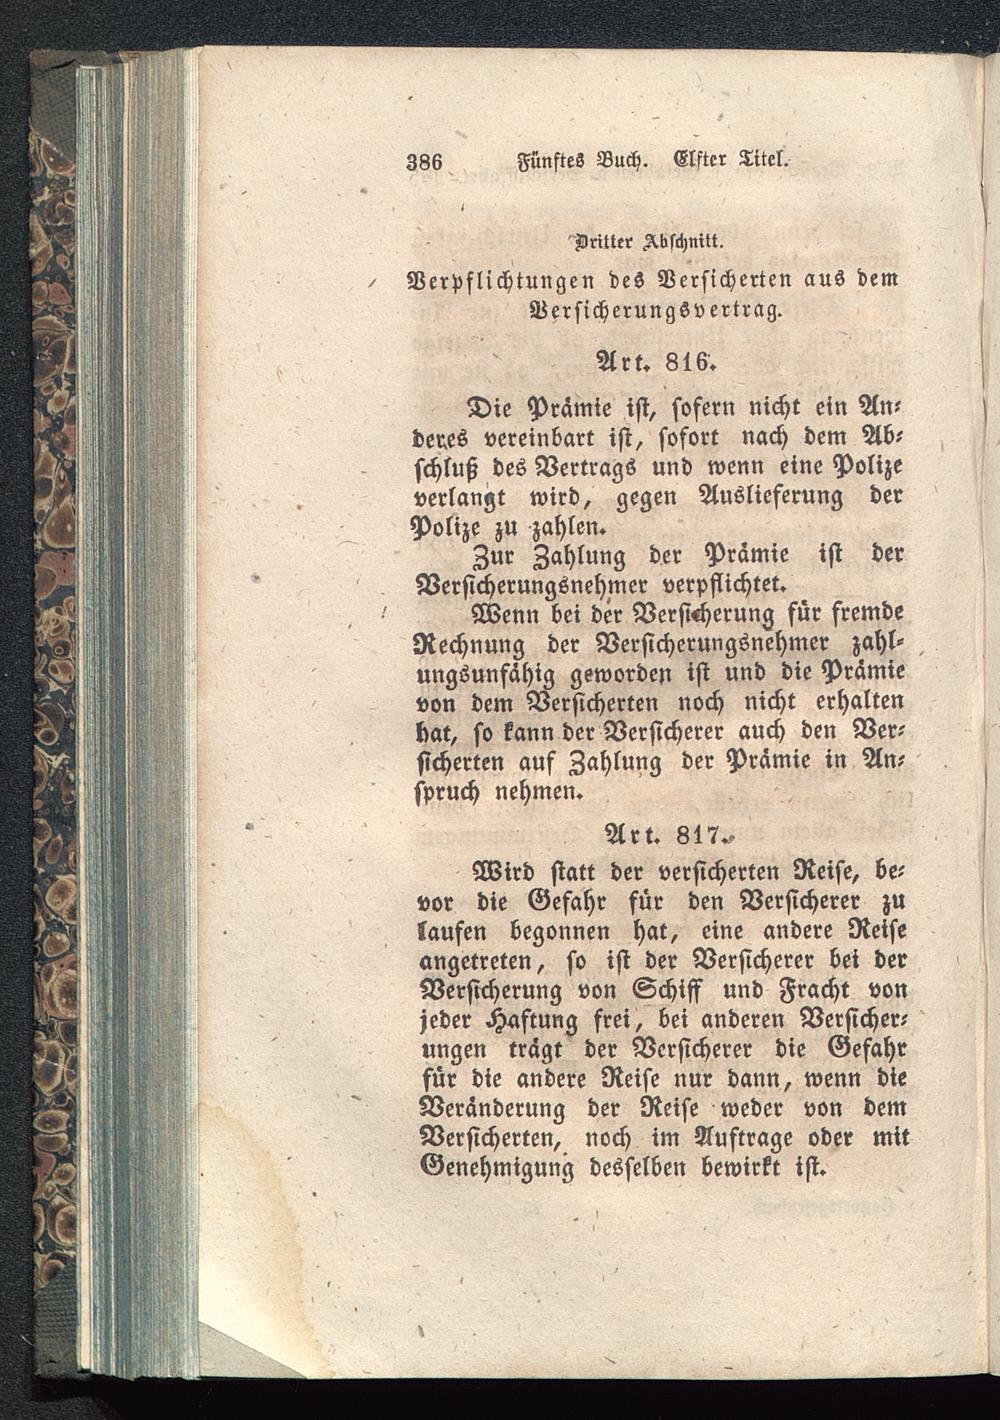 386 Fünftes Buch. Elfter Titel.
Dritter Abschnitt.
Verpflichtungen des Versicherten aus dem
Versicherungsvertrag.
Art. 816.
Die Prämie ist, sofern nicht ein An-
deres vereinbart ist, sofort nach dem Ab-
schluß des Vertrags und wenn eine Polize
verlangt wird, gegen Auslieferung der
Polize zu zahlen.
Zur Zahlung der Prämie ist der
Versicherungsnehmer verpflichtet.
Wenn bei der Versicherung für fremde
Rechnung der Versicherungsnehmer zahl-
ungsunfähig geworden ist und die Prämie
von dem Versicherten noch nicht erhalten
hat, so kann der Versicherer auch den Ver-
sicherten auf Zahlung der Prämie in An-
spruch nehmen.
Art. 817.
Wird statt der versicherten Reise, be-
vor die Gefahr für den Versicherer zu
laufen begonnen hat, eine andere Reise
angetreten, so ist der Versicherer bei der
Versicherung von Schiff und Fracht von
jeder Haftung frei, bei anderen Versicher-
ungen trägt der Versicherer die Gefahr
für die andere Reise nur dann, wenn die
Veränderung der Reise weder von dem
Versicherten, noch im Auftrage oder mit
Genehmigung desselben bewirkt ist.